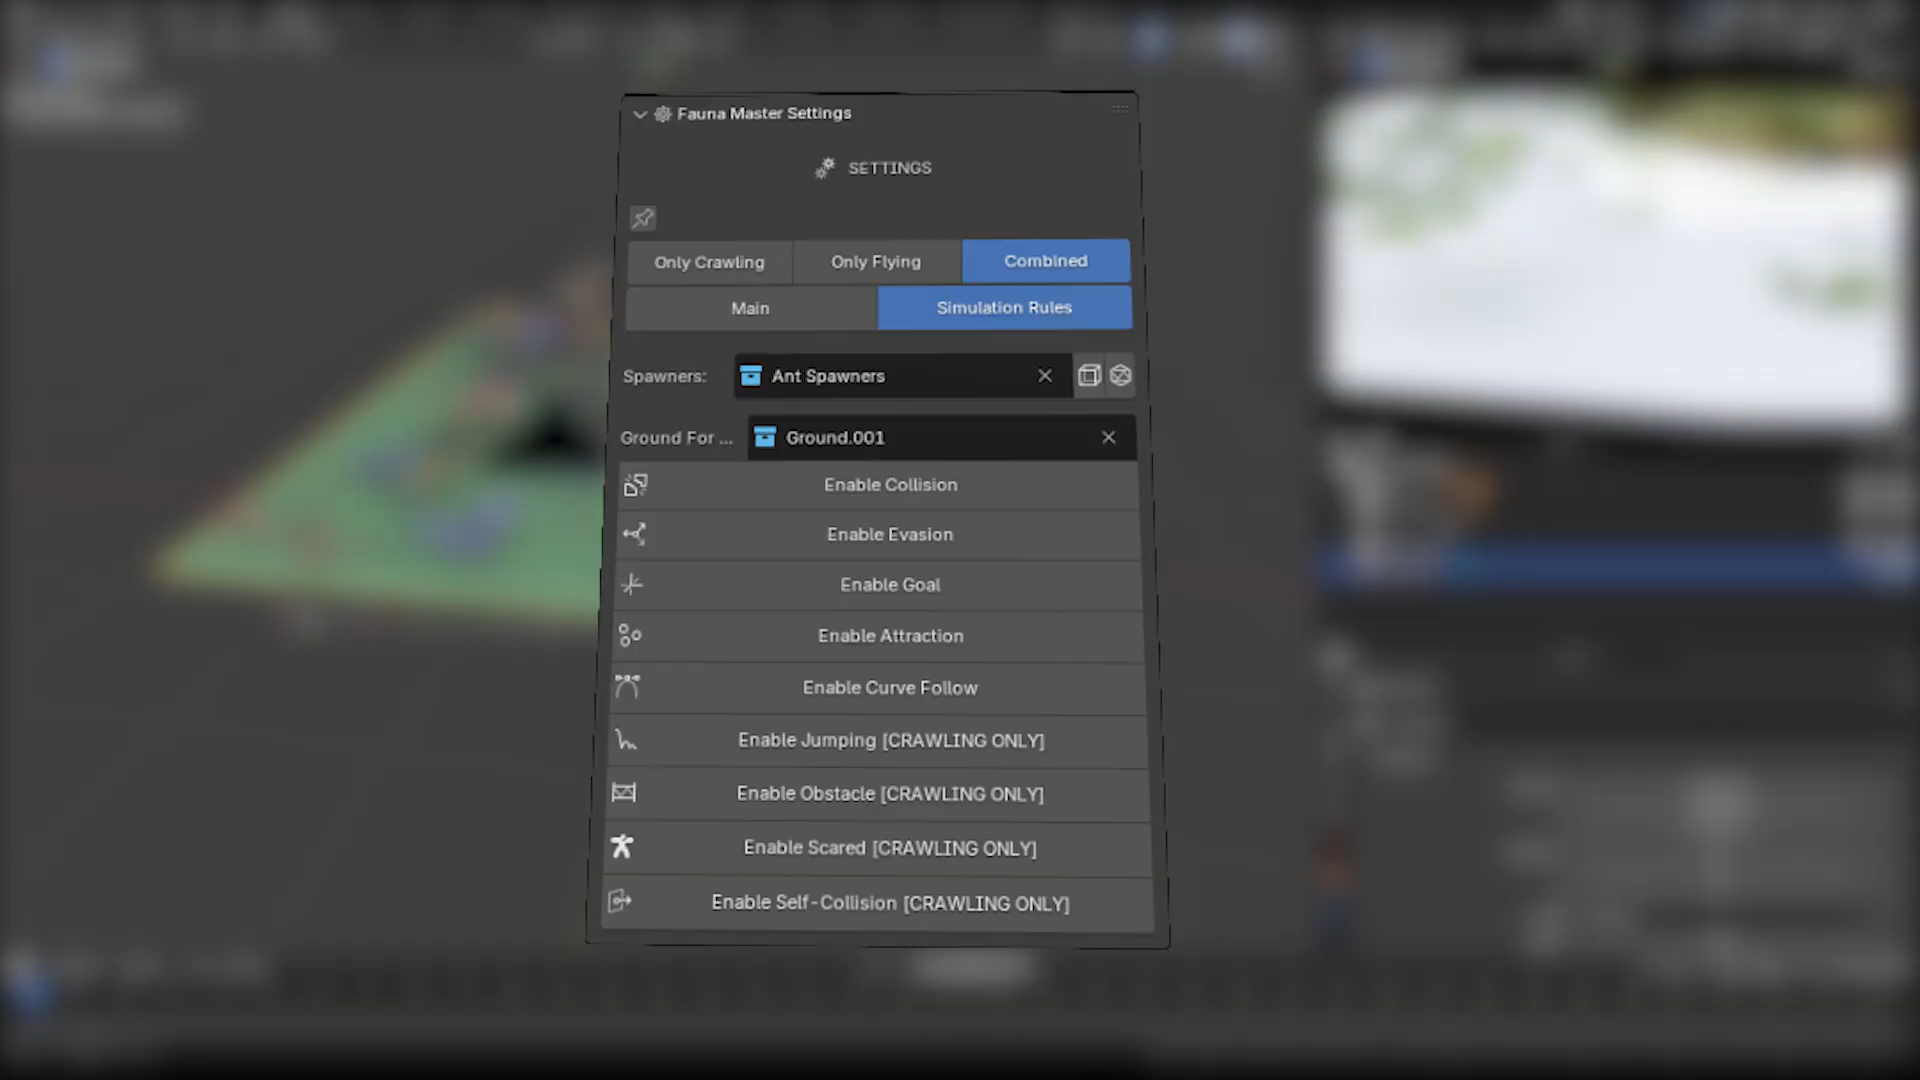 Fauna Master Settings
SETTINGS
Only Crawling Only Flying Combined
Main Simulation Rules
Spawners: Ant Spawners
Ground For ... Ground.001
Enable Collision
Enable Evasion
Enable Goal
Enable Attraction
Enable Curve Follow
Enable Jumping [CRAWLING ONLY]
Enable Obstacle [CRAWLING ONLY]
Enable Scared [CRAWLING ONLY]
Enable Self-Collision [CRAWLING ONLY]